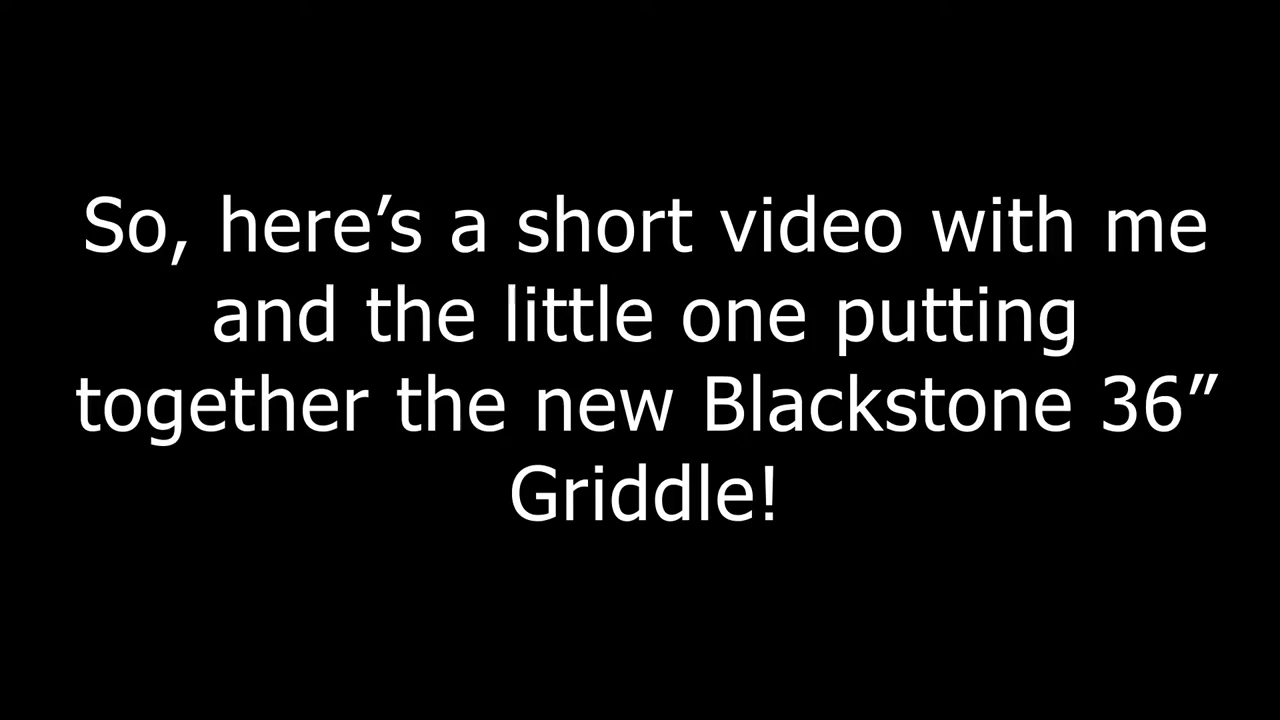 So, here’s a short video with me
and the little one putting
together the new Blackstone 36”
Griddle!